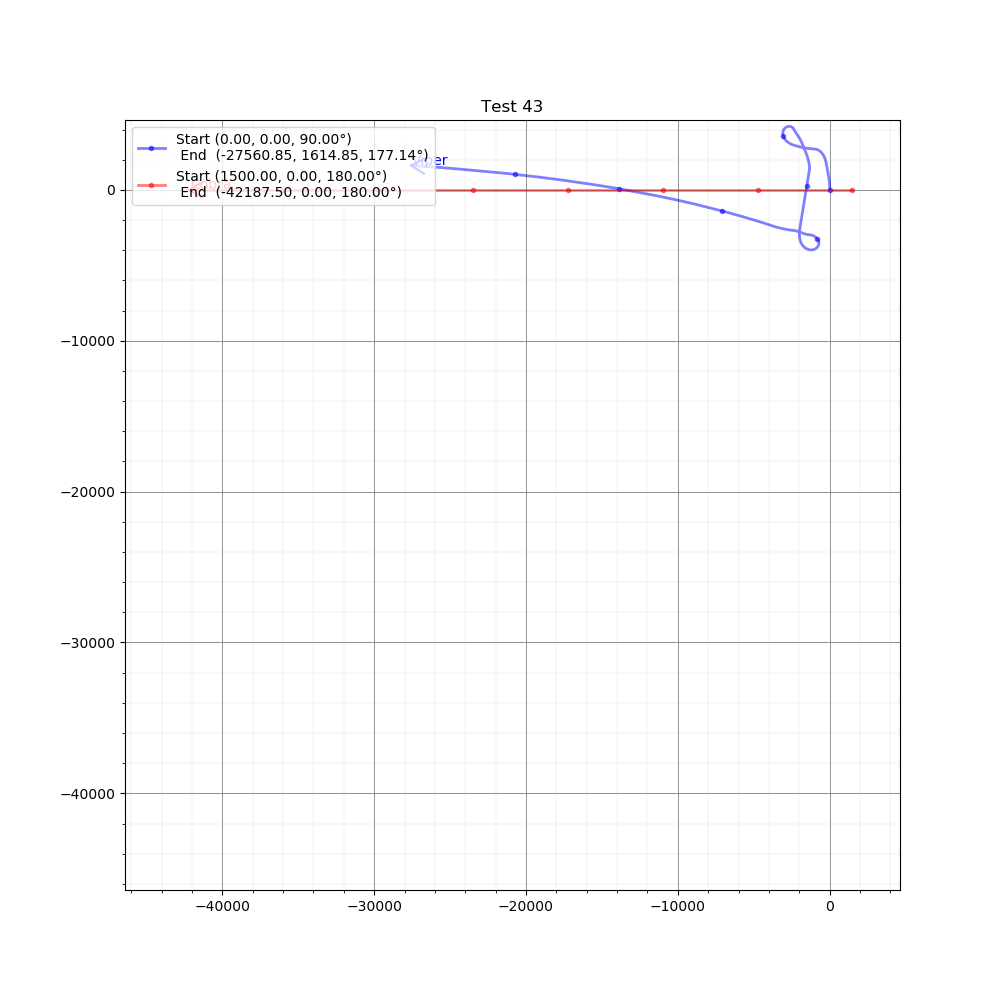 Test 43
Start (0.00, 0.00, 90.00°)
End  (-27560.85, 1614.85, 177.14°)
Start (1500.00, 0.00, 180.00°)
End  (-42187.50, 0.00, 180.00°)
0
−10000
−20000
−30000
−40000
−40000
−30000
−20000
−10000
0